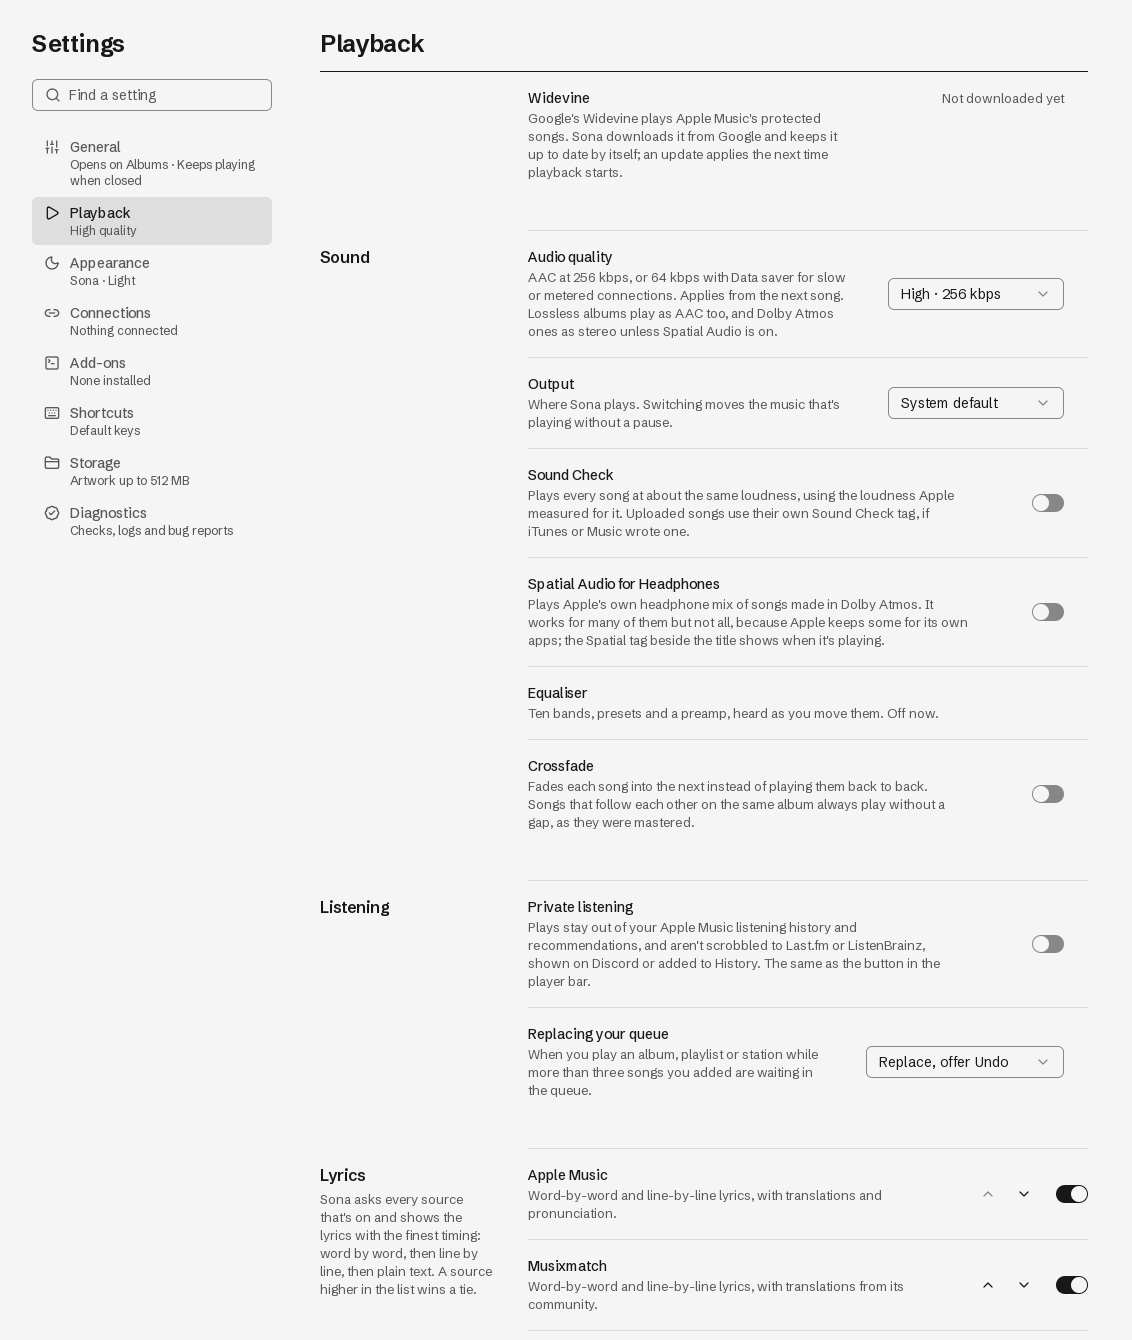 Settings
Find a setting
General
Opens on Albums · Keeps playing
when closed
Playback
High quality
Appearance
Sona · Light
Connections
Nothing connected
Add-ons
None installed
Shortcuts
Default keys
Storage
Artwork up to 512 MB
Diagnostics
Checks, logs and bug reports
Playback
Widevine
Not downloaded yet
Google's Widevine plays Apple Music's protected
songs. Sona downloads it from Google and keeps it
up to date by itself; an update applies the next time
playback starts.
Sound
Audio quality
AAC at 256 kbps, or 64 kbps with Data saver for slow
or metered connections. Applies from the next song.
Lossless albums play as AAC too, and Dolby Atmos
ones as stereo unless Spatial Audio is on.
High · 256 kbps
Output
Where Sona plays. Switching moves the music that's
playing without a pause.
System default
Sound Check
Plays every song at about the same loudness, using the loudness Apple
measured for it. Uploaded songs use their own Sound Check tag, if
iTunes or Music wrote one.
Spatial Audio for Headphones
Plays Apple's own headphone mix of songs made in Dolby Atmos. It
works for many of them but not all, because Apple keeps some for its own
apps; the Spatial tag beside the title shows when it's playing.
Equaliser
Ten bands, presets and a preamp, heard as you move them. Off now.
Crossfade
Fades each song into the next instead of playing them back to back.
Songs that follow each other on the same album always play without a
gap, as they were mastered.
Listening
Private listening
Plays stay out of your Apple Music listening history and
recommendations, and aren't scrobbled to Last.fm or ListenBrainz,
shown on Discord or added to History. The same as the button in the
player bar.
Replacing your queue
When you play an album, playlist or station while
more than three songs you added are waiting in
the queue.
Replace, offer Undo
Lyrics
Sona asks every source
that's on and shows the
lyrics with the finest timing:
word by word, then line by
line, then plain text. A source
higher in the list wins a tie.
Apple Music
Word-by-word and line-by-line lyrics, with translations and
pronunciation.
Musixmatch
Word-by-word and line-by-line lyrics, with translations from its
community.